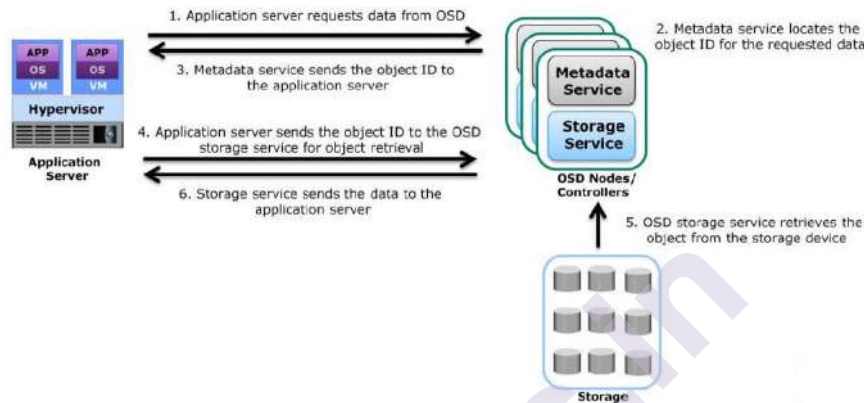 1. Application server requests data from OSD
2. Metadata service locates the
object ID for the requested data
3. Metadata service sends the object ID to
the application server
APP
APP
OS
OS
VM
VM
Hypervisor
Application
Server
Metadata
Service
Storage
Service
OSD Nodes/
Controllers
4. Application server sends the object ID to the OSD
storage service for object retrieval
6. Storage service sends the data to the
application server
5. OSD storage service retrieves the
object from the storage device
Storage